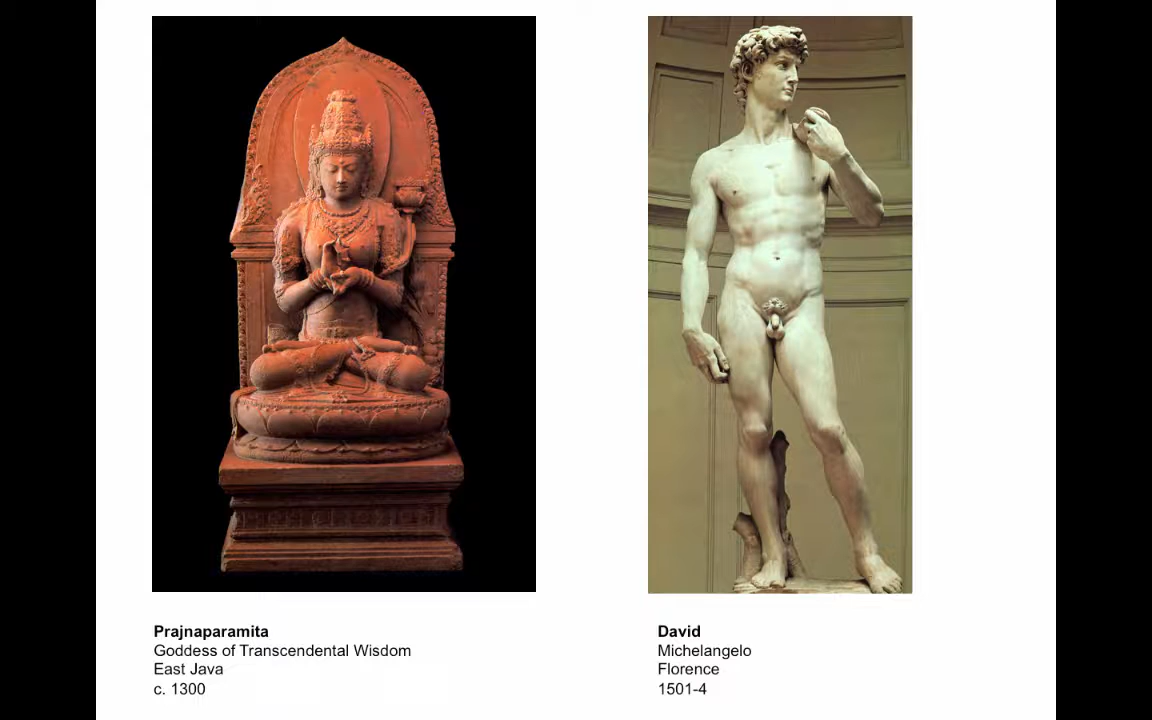 Prajnaparamita
Goddess of Transcendental Wisdom
East Java
c. 1300
David
Michelangelo
Florence
1501-4